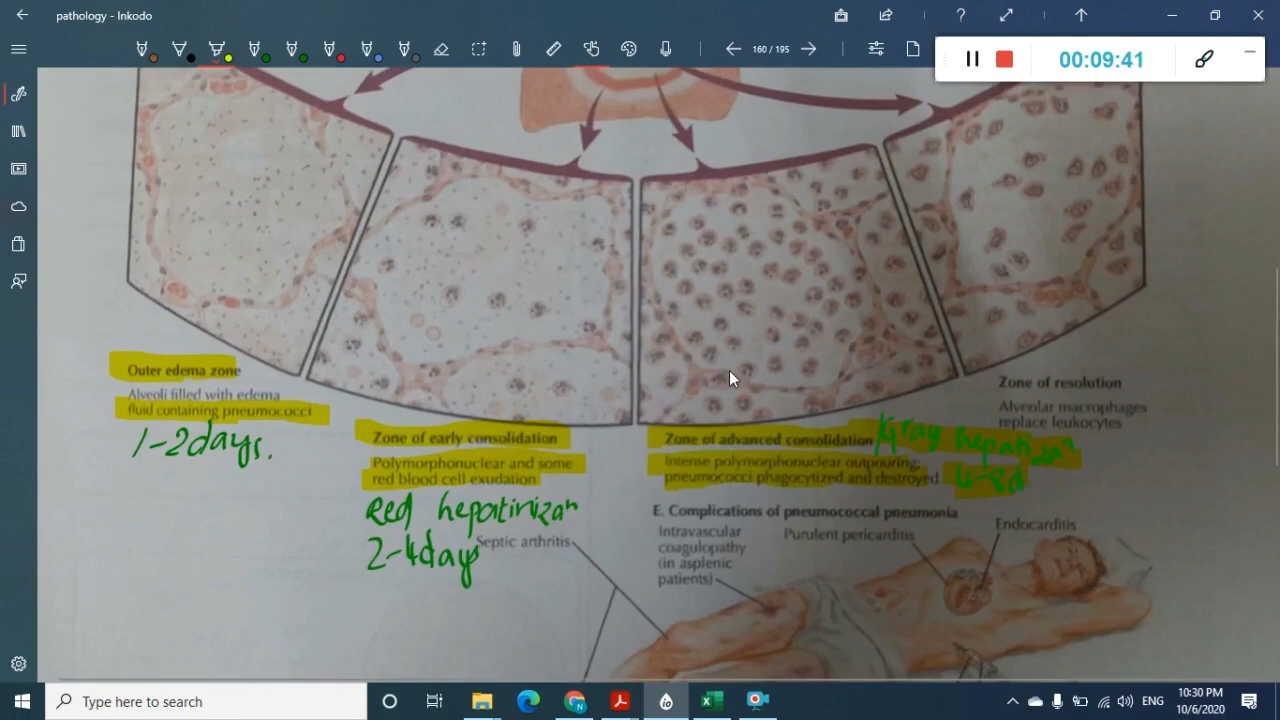 pathology - Inkodo
160 / 195
00:09:41
Outer edema zone
Alveoli filled with edema
fluid containing pneumococci
1-2 days.
Zone of early consolidation
Polymorphonuclear and some
red blood cell exudation
Red hepatinizan
2-4 days
Zone of advanced consolidation / Gray hepatizan
Intense polymorphonuclear outpouring;
pneumococci phagocytized and destroyed 4-8d
Zone of resolution
Alveolar macrophages
replace leukocytes
E. Complications of pneumococcal pneumonia
Septic arthritis
Intravascular
coagulopathy
(in asplenic
patients)
Purulent pericarditis
Endocarditis
Type here to search
ENG
10:30 PM
10/6/2020